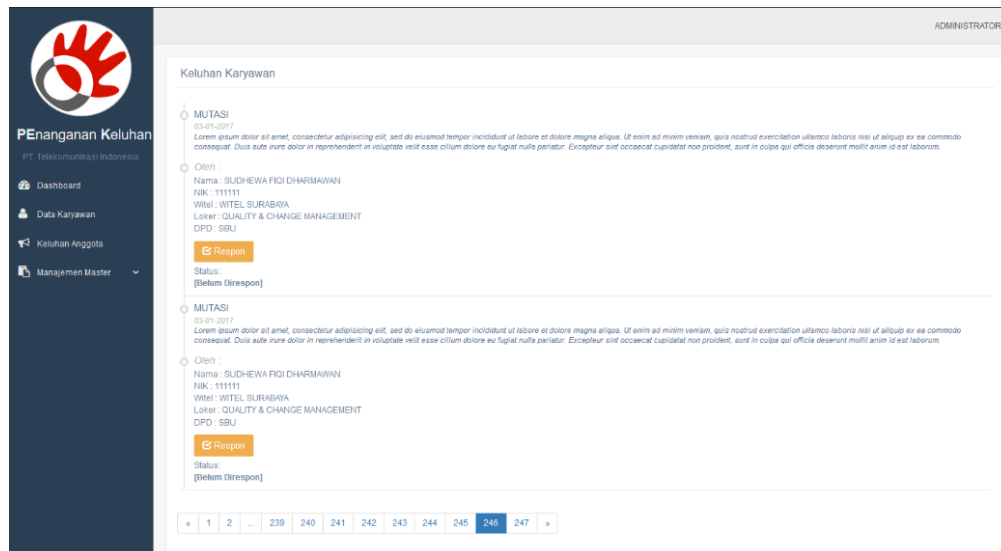 ADMINISTRATOR
PEnanganan Keluhan
PT. Telekomunikasi Indonesia
Dashboard
Data Karyawan
Keluhan Anggota
Manajemen Master
Keluhan Karyawan
MUTASI
03-01-2017
Lorem ipsum dolor sit amet, consectetur adipisicing elit, sed do eiusmod tempor incididunt ut labore et dolore magna aliqua. Ut enim ad minim veniam, quis nostrud exercitation ullamco laboris nisi ut aliquip ex ea commodo
consequat. Duis aute irure dolor in reprehenderit in voluptate velit esse cillum dolore eu fugiat nulla pariatur. Excepteur sint occaecat cupidatat non proident, sunt in culpa qui officia deserunt mollit anim id est laborum.
Oleh :
Nama : SUDHEWA FIQI DHARMAWAN
NIK : 111111
Witel : WITEL SURABAYA
Loker : QUALITY & CHANGE MANAGEMENT
DPD : SBU
Respon
Status:
[Belum Direspon]
MUTASI
03-01-2017
Lorem ipsum dolor sit amet, consectetur adipisicing elit, sed do eiusmod tempor incididunt ut labore et dolore magna aliqua. Ut enim ad minim veniam, quis nostrud exercitation ullamco laboris nisi ut aliquip ex ea commodo
consequat. Duis aute irure dolor in reprehenderit in voluptate velit esse cillum dolore eu fugiat nulla pariatur. Excepteur sint occaecat cupidatat non proident, sunt in culpa qui officia deserunt mollit anim id est laborum.
Oleh :
Nama : SUDHEWA FIQI DHARMAWAN
NIK : 111111
Witel : WITEL SURABAYA
Loker : QUALITY & CHANGE MANAGEMENT
DPD : SBU
Respon
Status:
[Belum Direspon]
« 1 2 ... 239 240 241 242 243 244 245 246 247 »